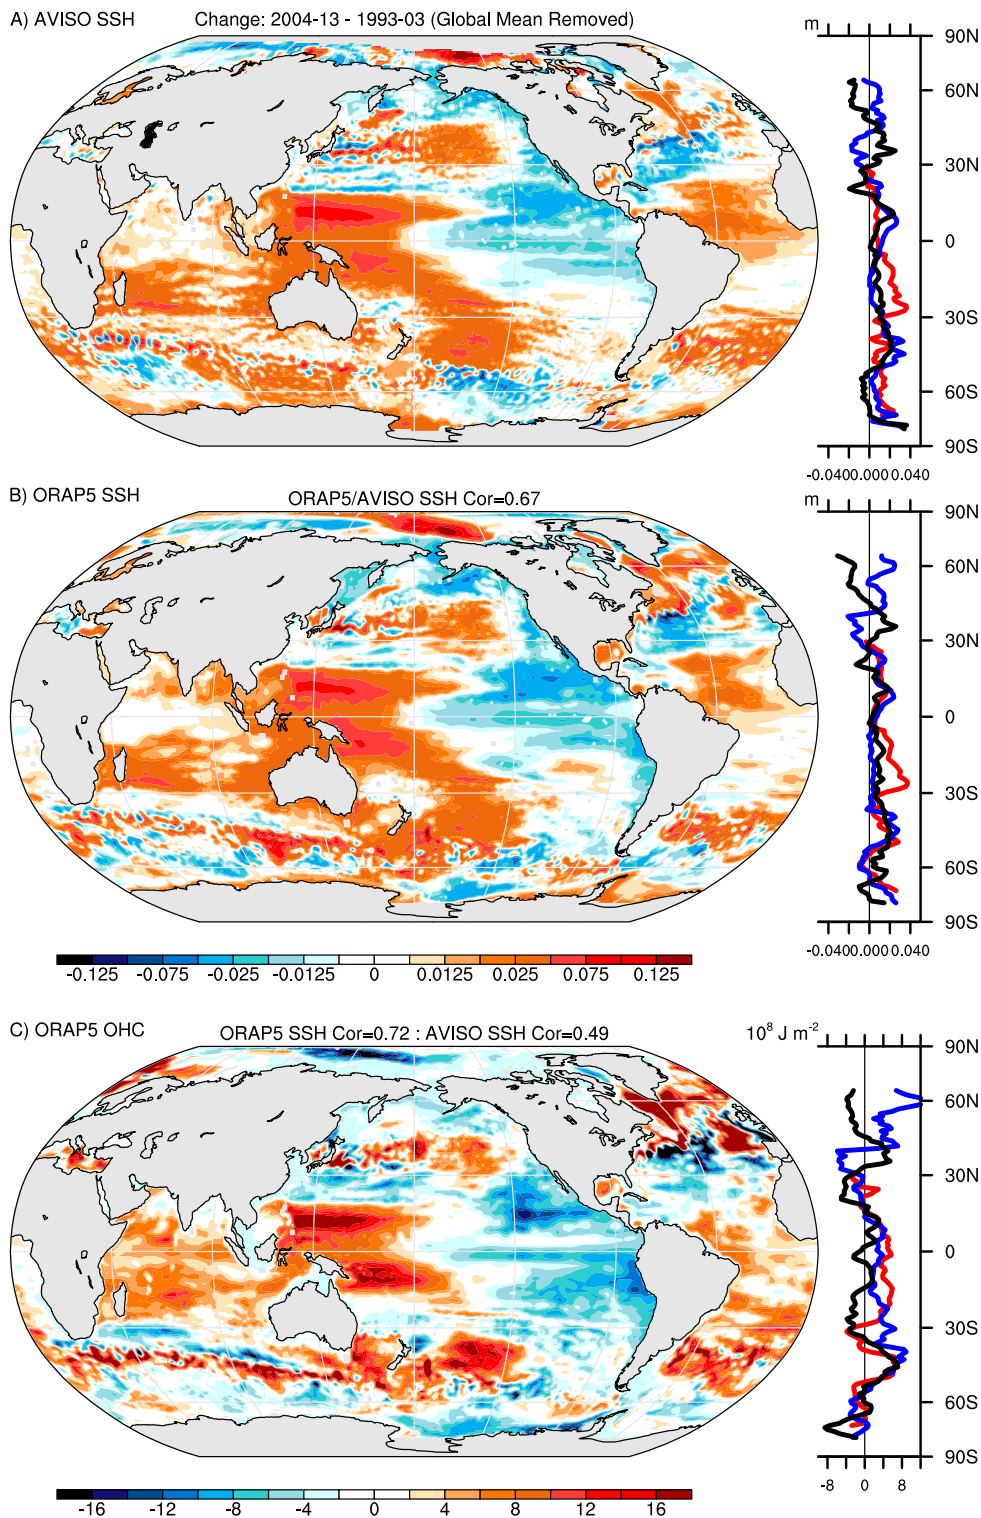 A) AVISO SSH Change: 2004-13 - 1993-03 (Global Mean Removed) m
90N
60N
30N
0
30S
60S
90S
-0.040 0.000 0.040
B) ORAP5 SSH ORAP5/AVISO SSH Cor=0.67 m
90N
60N
30N
0
30S
60S
90S
-0.040 0.000 0.040
-0.125 -0.075 -0.025 -0.0125 0 0.0125 0.025 0.075 0.125
C) ORAP5 OHC ORAP5 SSH Cor=0.72 : AVISO SSH Cor=0.49 10⁸ J m⁻²
90N
60N
30N
0
30S
60S
90S
-8 0 8
-16 -12 -8 -4 0 4 8 12 16